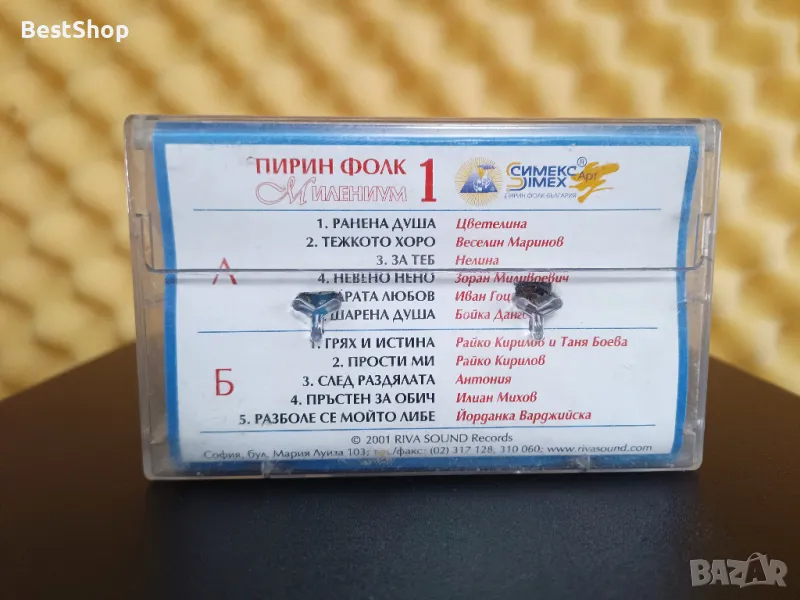 BestShop
ПИРИН ФОЛК
МИЛЕНИУМ 1
СИМЕКС®
SIMEX Арт
ПИРИН ФОЛК-БЪЛГАРИЯ
А
1. РАНЕНА ДУША Цветелина
2. ТЕЖКОТО ХОРО Веселин Маринов
3. ЗА ТЕБ Нелина
4. НЕВЕНО НЕНО Зоран Миливоевич
ЛЮБОВ Иван
ШАРЕНА ДУША Бойка
Б
1. ГРЯХ И ИСТИНА Райко Кирилов и Таня Боева
2. ПРОСТИ МИ Райко Кирилов
3. СЛЕД РАЗДЯЛАТА Антония
4. ПРЪСТЕН ЗА ОБИЧ Илиан Михов
5. РАЗБОЛЕ СЕ МОЙТО ЛИБЕ Йорданка Варджийска
© 2001 RIVA SOUND Records
София, бул. Мария Луиза 103; тел./факс: (02) 317 128, 310 060; www.rivasound.com
BAZAR